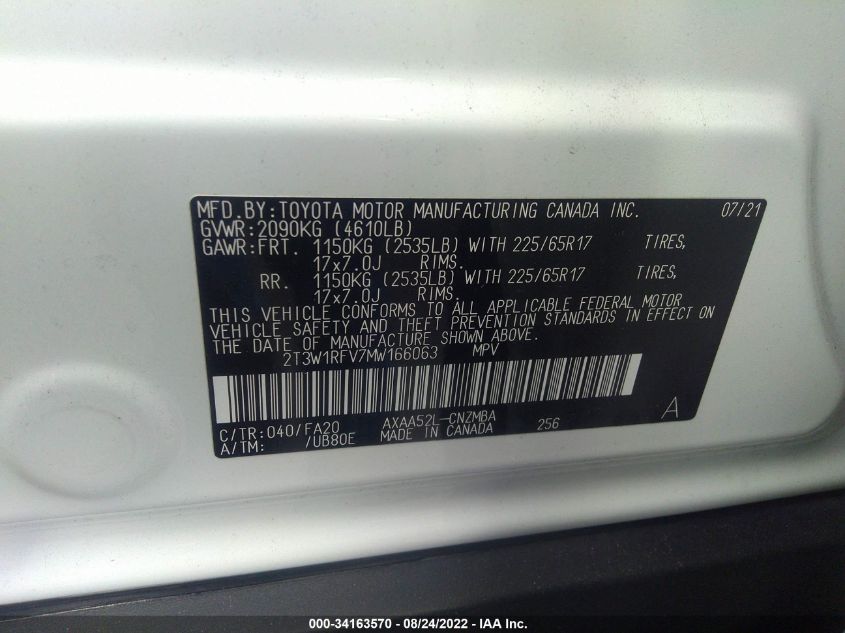 MFD.BY:TOYOTA MOTOR MANUFACTURING CANADA INC. 07/21
GVWR:2090KG (4610LB)
GAWR:FRT. 1150KG (2535LB) WITH 225/65R17 TIRES,
17x7.0J RIMS.
RR. 1150KG (2535LB) WITH 225/65R17 TIRES,
17x7.0J RIMS.
THIS VEHICLE CONFORMS TO ALL APPLICABLE FEDERAL MOTOR
VEHICLE SAFETY AND THEFT PREVENTION STANDARDS IN EFFECT ON
THE DATE OF MANUFACTURE SHOWN ABOVE.
2T3W1RFV7MW166063 MPV
C/TR:040/FA20 AXAA52L-CNZMBA
A/TM: /UB80E MADE IN CANADA 256 A
000-34163570 - 08/24/2022 - IAA Inc.